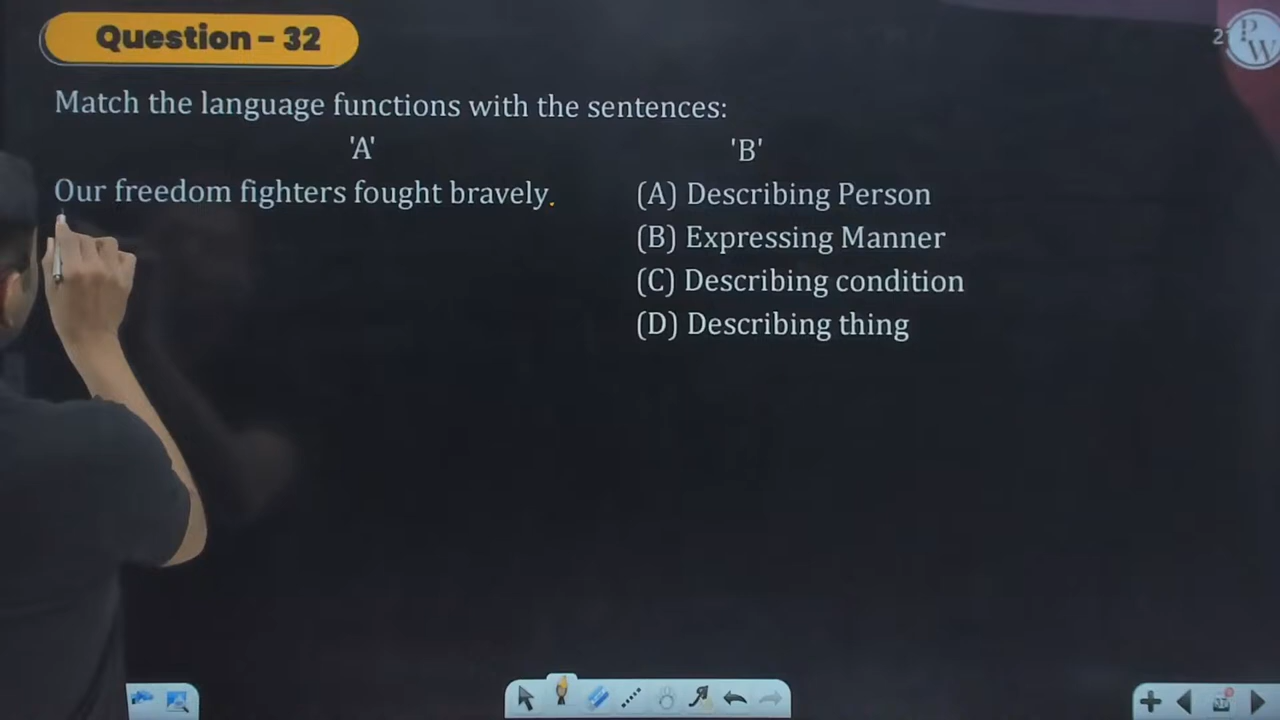 Question - 32
Match the language functions with the sentences:
'A' 'B'
Our freedom fighters fought bravely. (A) Describing Person
(B) Expressing Manner
(C) Describing condition
(D) Describing thing
PW